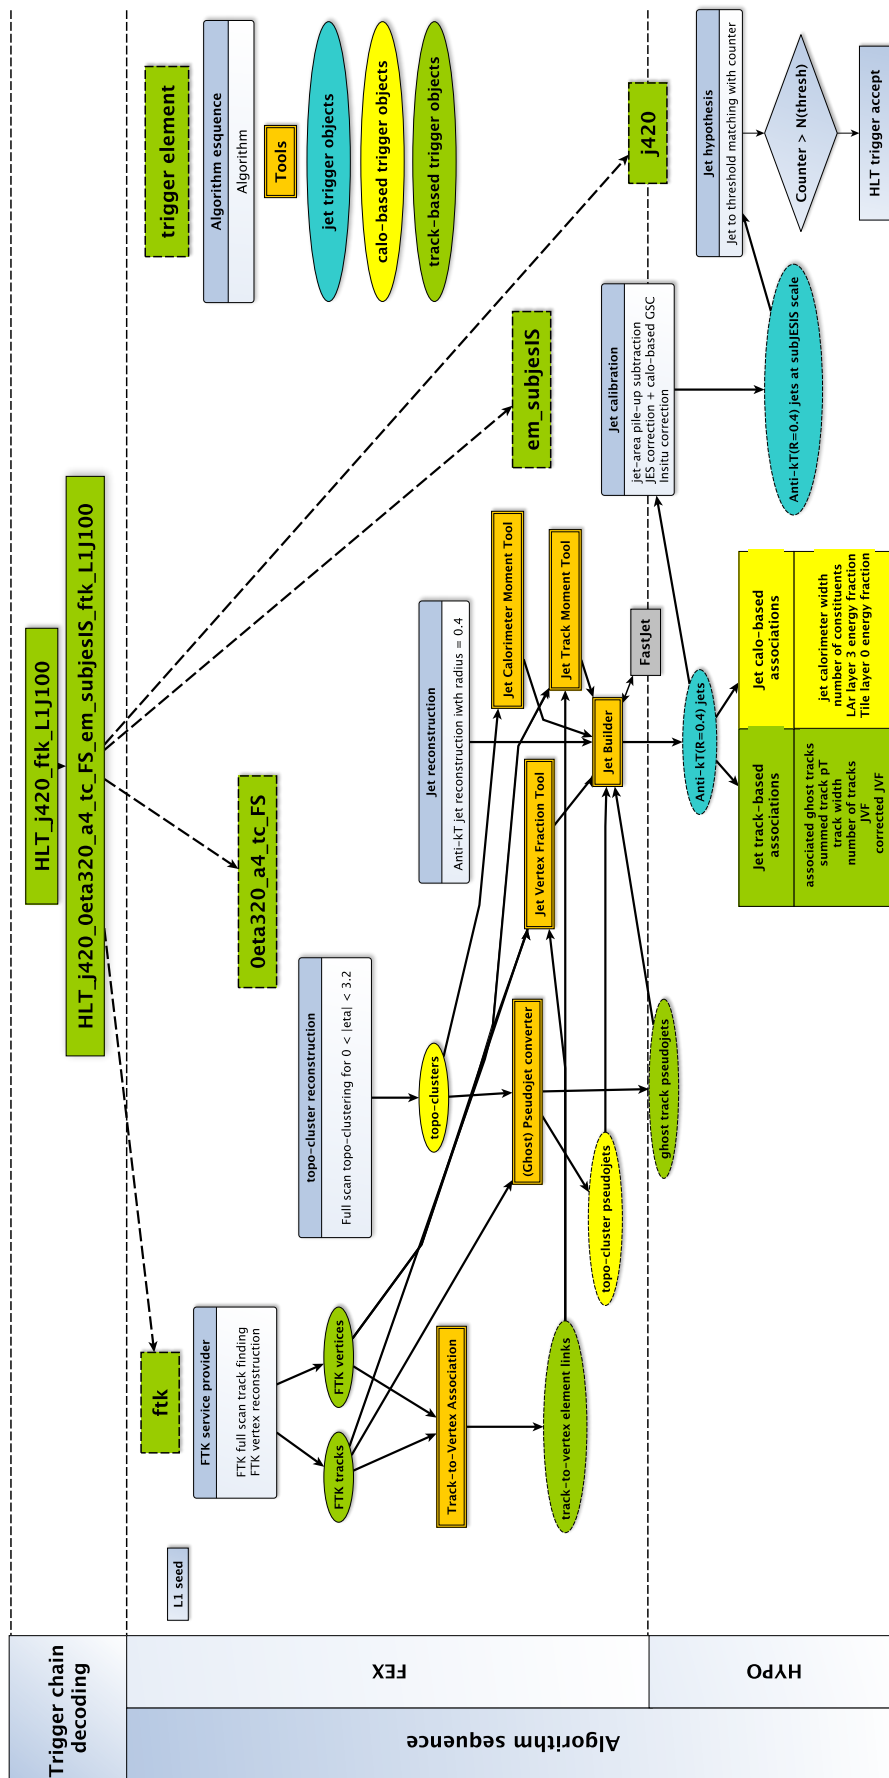 Trigger chain
decoding
HLT_j420_ftk_L1J100
HLT_j420_0eta320_a4_tc_FS_em_subjesIS_ftk_L1J100
Algorithm sequence
FEX
HYPO
L1 seed
ftk
FTK service provider
FTK full scan track finding
FTK vertex reconstruction
FTK tracks
FTK vertices
Track-to-Vertex Association
track-to-vertex element links
0eta320_a4_tc_FS
topo-cluster reconstruction
Full scan topo-clustering for 0 < |eta| < 3.2
topo-clusters
(Ghost) Pseudojet converter
topo-cluster pseudojets
ghost track pseudojets
Jet reconstruction
Anti-kT jet reconstruction iwth radius = 0.4
Jet Calorimeter Moment Tool
Jet Vertex Fraction Tool
Jet Track Moment Tool
Jet Builder
FastJet
Anti-kT(R=0.4) jets
Jet track-based
associations
associated ghost tracks
summed track pT
track width
number of tracks
JVF
corrected JVF
Jet calo-based
associations
jet calorimeter width
number of constituents
LAr layer 3 energy fraction
Tile layer 0 energy fraction
em_subjesIS
Jet calibration
jet-area pile-up subtraction
JES correction + calo-based GSC
Insitu correction
Anti-kT(R=0.4) jets at subJESIS scale
trigger element
Algorithm esquence
Algorithm
Tools
jet trigger objects
calo-based trigger objects
track-based trigger objects
j420
Jet hypothesis
Jet to threshold matching with counter
Counter > N(thresh)
HLT trigger accept